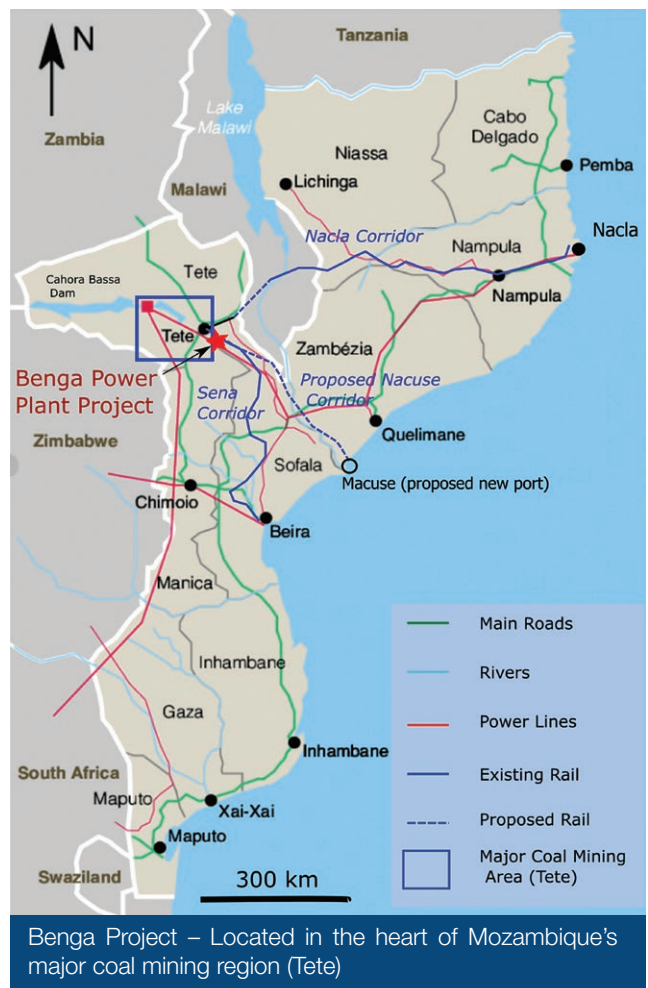 N
Tanzania
Zambia
Lake
Malawi
Malawi
Niassa
Cabo
Delgado
Lichinga
Pemba
Nacla Corridor
Nampula
Nacla
Nampula
Cahora Bassa
Dam
Tete
Tete
Zambézia
Benga Power
Plant Project
Sena
Corridor
Proposed Nacuse
Corridor
Quelimane
Zimbabwe
Sofala
Macuse (proposed new port)
Chimoio
Beira
Manica
Inhambane
Gaza
Inhambane
South Africa
Maputo
Xai-Xai
Maputo
Swaziland
300 km
Main Roads
Rivers
Power Lines
Existing Rail
Proposed Rail
Major Coal Mining
Area (Tete)
Benga Project – Located in the heart of Mozambique's
major coal mining region (Tete)